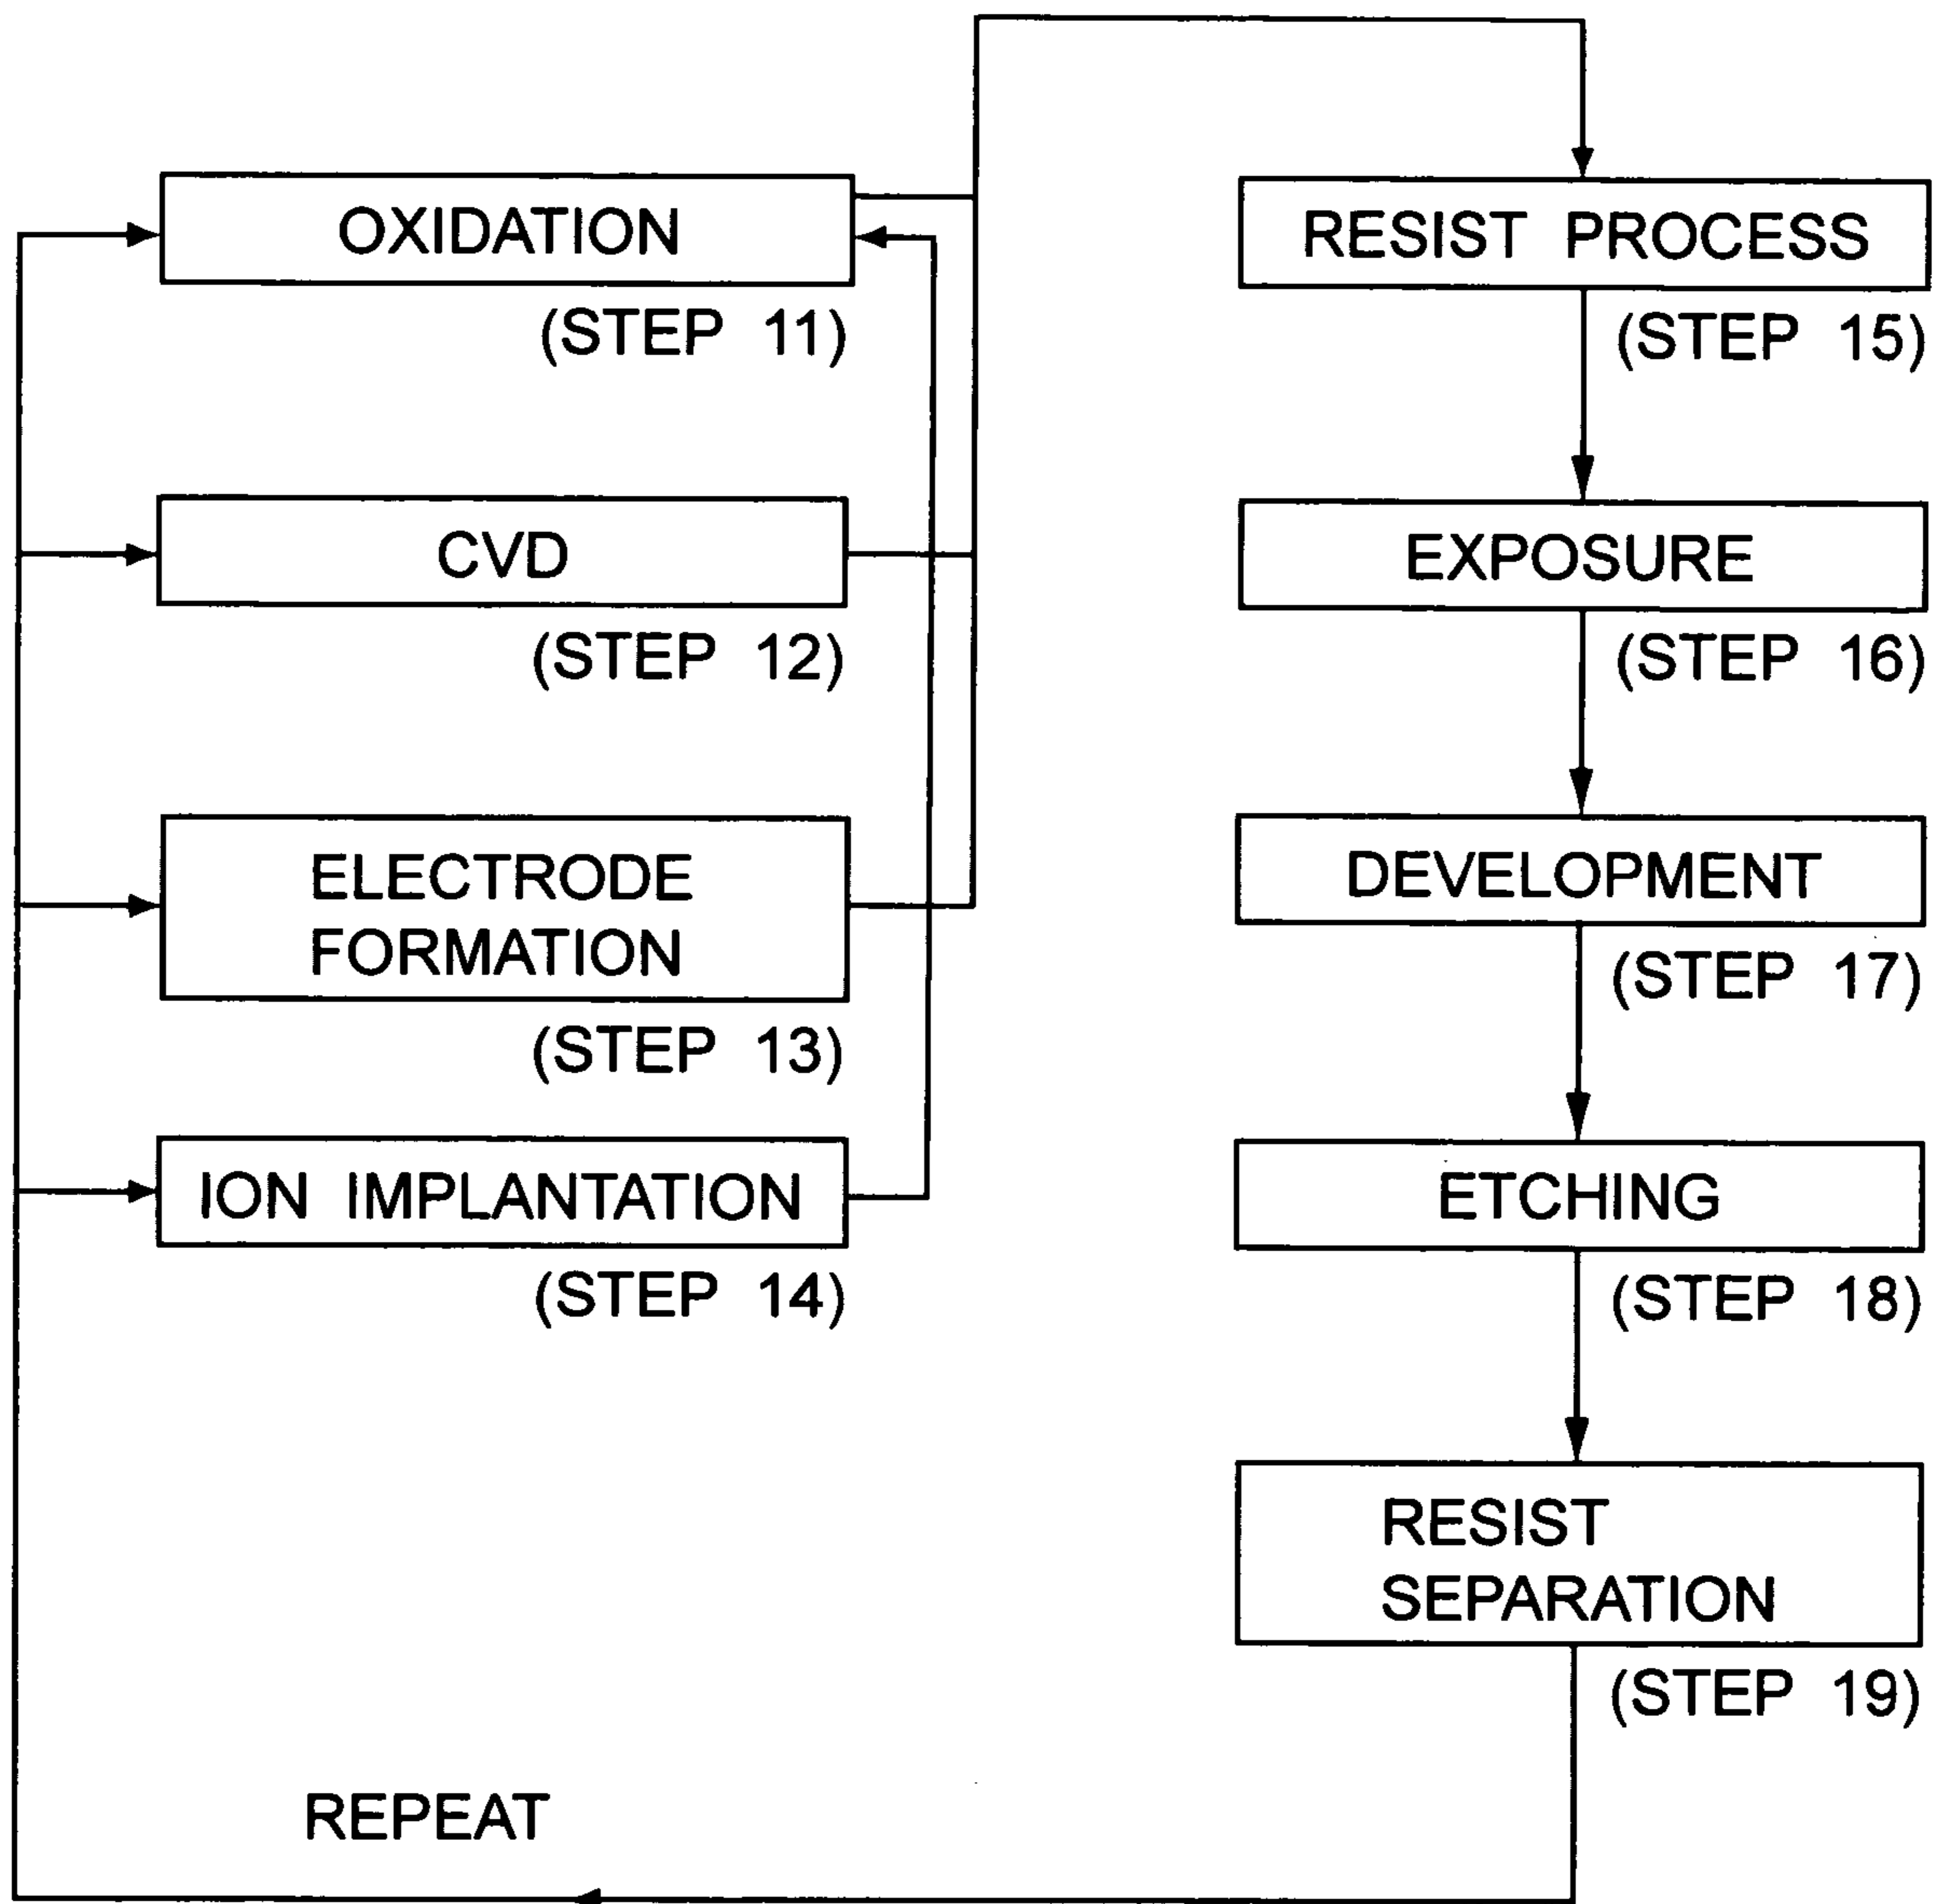 OXIDATION
(STEP 11)
CVD
(STEP 12)
ELECTRODE
FORMATION
(STEP 13)
ION IMPLANTATION
(STEP 14)
RESIST PROCESS
(STEP 15)
EXPOSURE
(STEP 16)
DEVELOPMENT
(STEP 17)
ETCHING
(STEP 18)
RESIST
SEPARATION
(STEP 19)
REPEAT